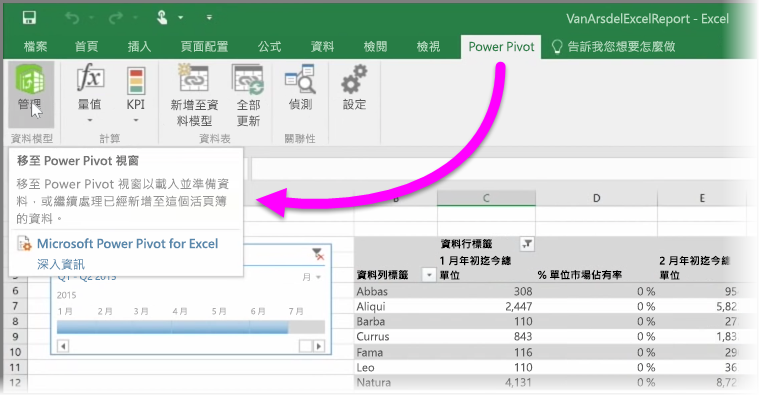 VanArsdelExcelReport - Excel
檔案 首頁 插入 頁面配置 公式 資料 檢閱 檢視 Power Pivot 告訴我您想要怎麼做
管理 量值 KPI 新增至資料模型 全部更新 偵測 設定
資料模型 計算 資料表 關聯性
移至 Power Pivot 視窗
移至 Power Pivot 視窗以載入並準備資
料，或繼續處理已經新增至這個活頁簿
的資料。
Microsoft Power Pivot for Excel
深入資訊
C D E
資料行標籤
1 月年初迄今總 2 月年初迄今總
資料列標籤 單位 % 單位市場佔有率 單位
Q1 - Q2 2015 月
2015
1 月 2 月 3 月 4 月 5 月 6 月 7 月
6 Abbas 308 0 % 95
7 Aliqui 2,447 0 % 5,82
8 Barba 110 0 % 27
9 Currus 843 0 % 1,83
10 Fama 116 0 % 29
11 Leo 110 0 % 36
12 Natura 4,131 0 % 8,72